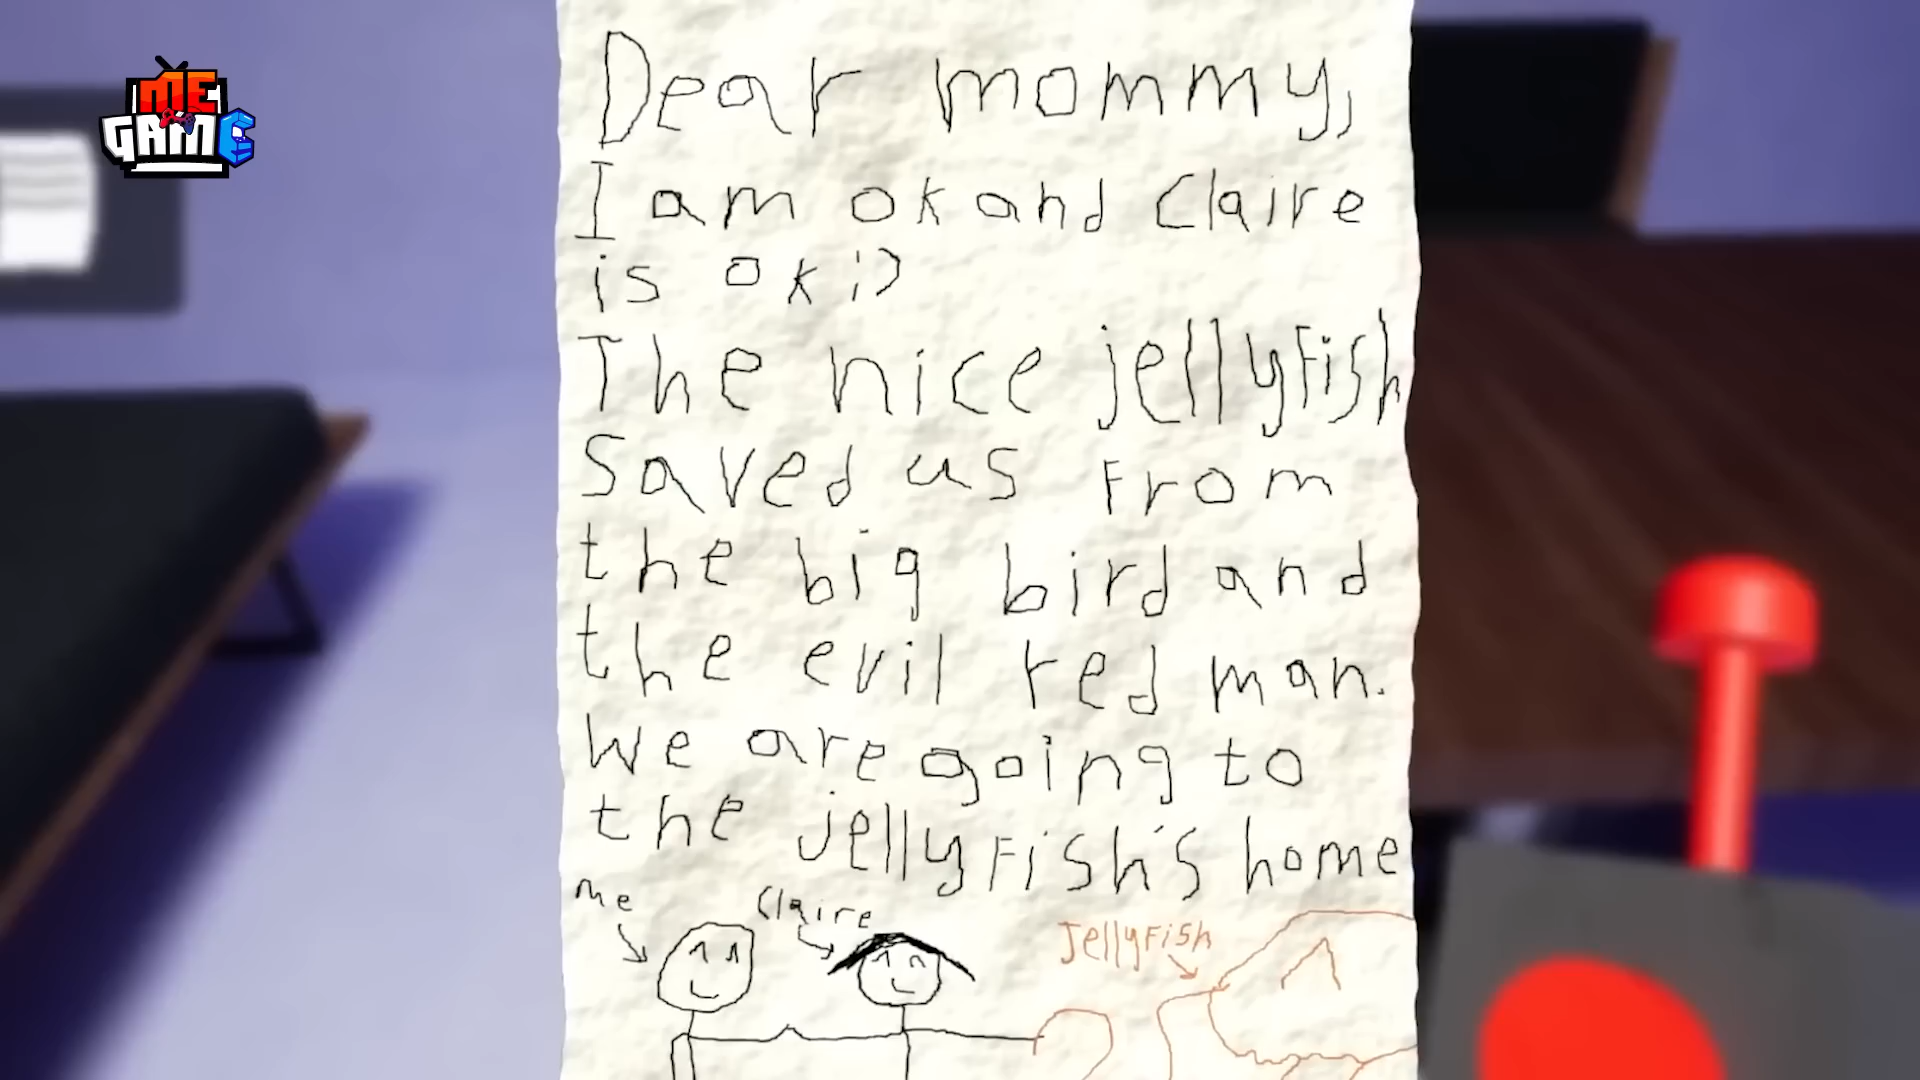 ME
GAME
Dear mommy,
I am ok and Claire
is ok :)
The nice jellyfish
saved us from
the big bird and
the evil red man.
We are going to
the jellyfish's home
Me
Claire
Jellyfish